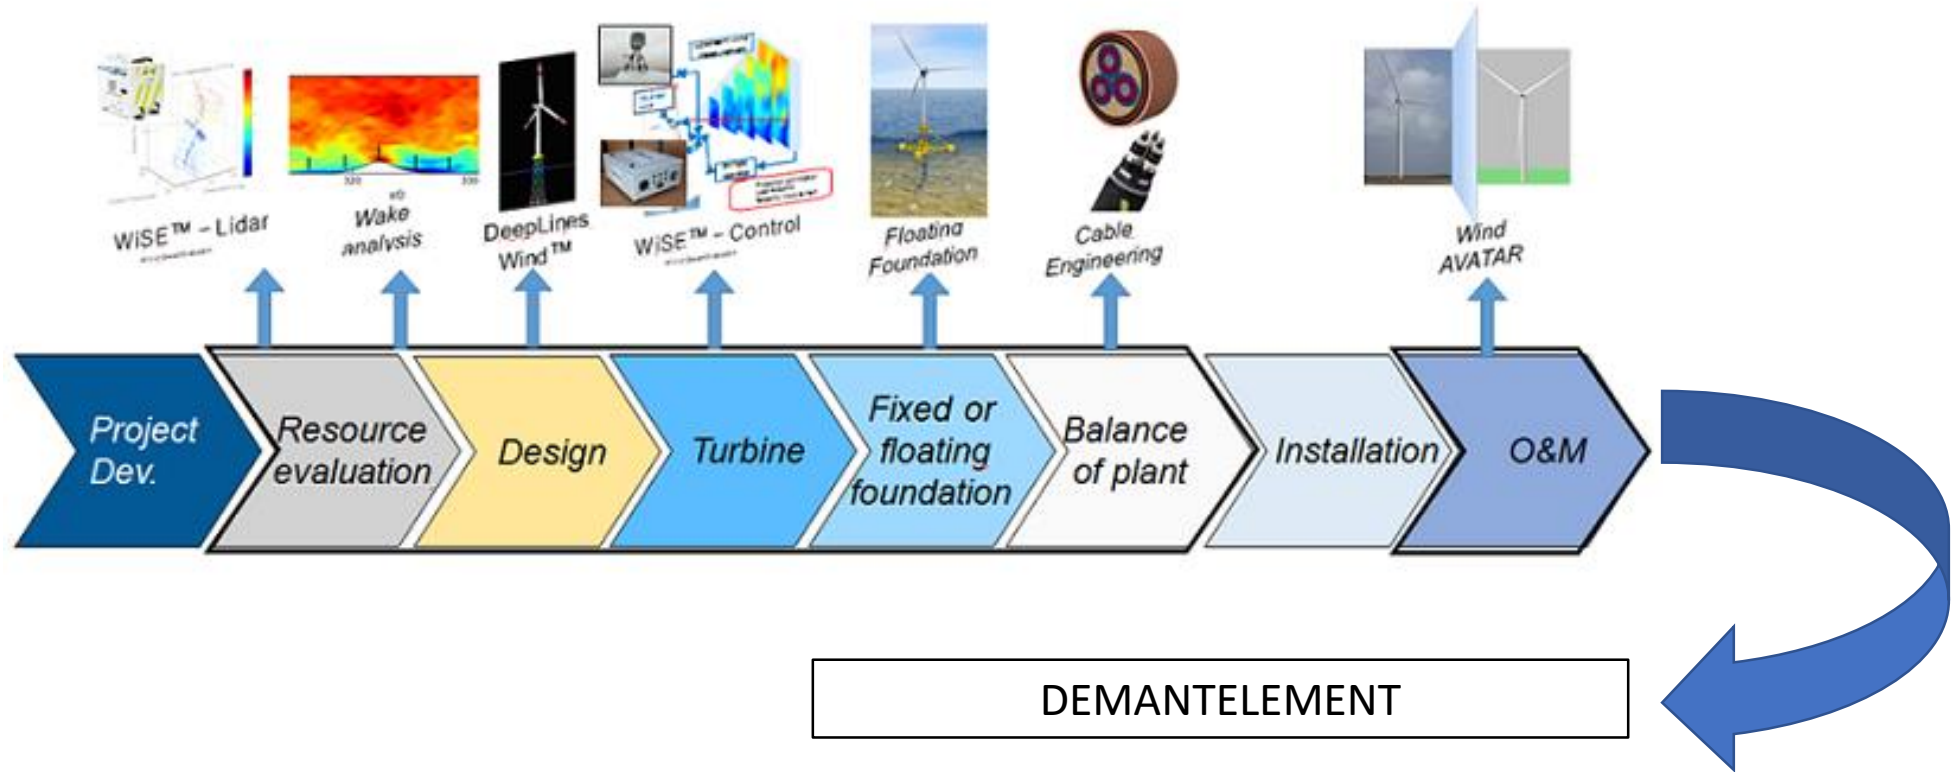 WiSE™ – Lidar
Wake
analysis
DeepLines
Wind™
WiSE™ – Control
Floating
Foundation
Cable
Engineering
Wind
AVATAR
Project
Dev.
Resource
evaluation
Design
Turbine
Fixed or
floating
foundation
Balance
of plant
Installation
O&M
DEMANTELEMENT